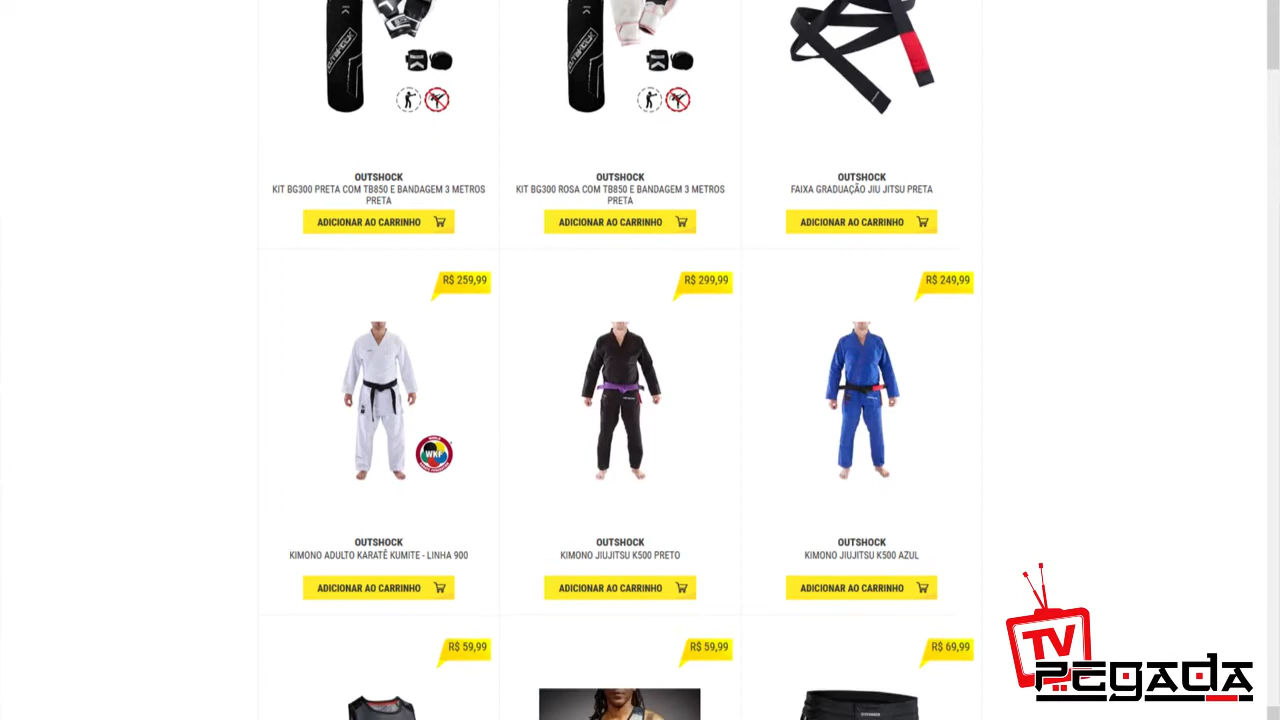 OUTSHOCK
OUTSHOCK
OUTSHOCK
OUTSHOCK
OUTSHOCK
KIT BG300 PRETA COM TB850 E BANDAGEM 3 METROS
PRETA
KIT BG300 ROSA COM TB850 E BANDAGEM 3 METROS
PRETA
FAIXA GRADUAÇÃO JIU JITSU PRETA
ADICIONAR AO CARRINHO
ADICIONAR AO CARRINHO
ADICIONAR AO CARRINHO
R$ 259,99
R$ 299,99
R$ 249,99
WKF
OUTSHOCK
OUTSHOCK
OUTSHOCK
KIMONO ADULTO KARATÊ KUMITE - LINHA 900
KIMONO JIUJITSU K500 PRETO
KIMONO JIUJITSU K500 AZUL
ADICIONAR AO CARRINHO
ADICIONAR AO CARRINHO
ADICIONAR AO CARRINHO
R$ 59,99
R$ 59,99
R$ 69,99
TV
PEGADA